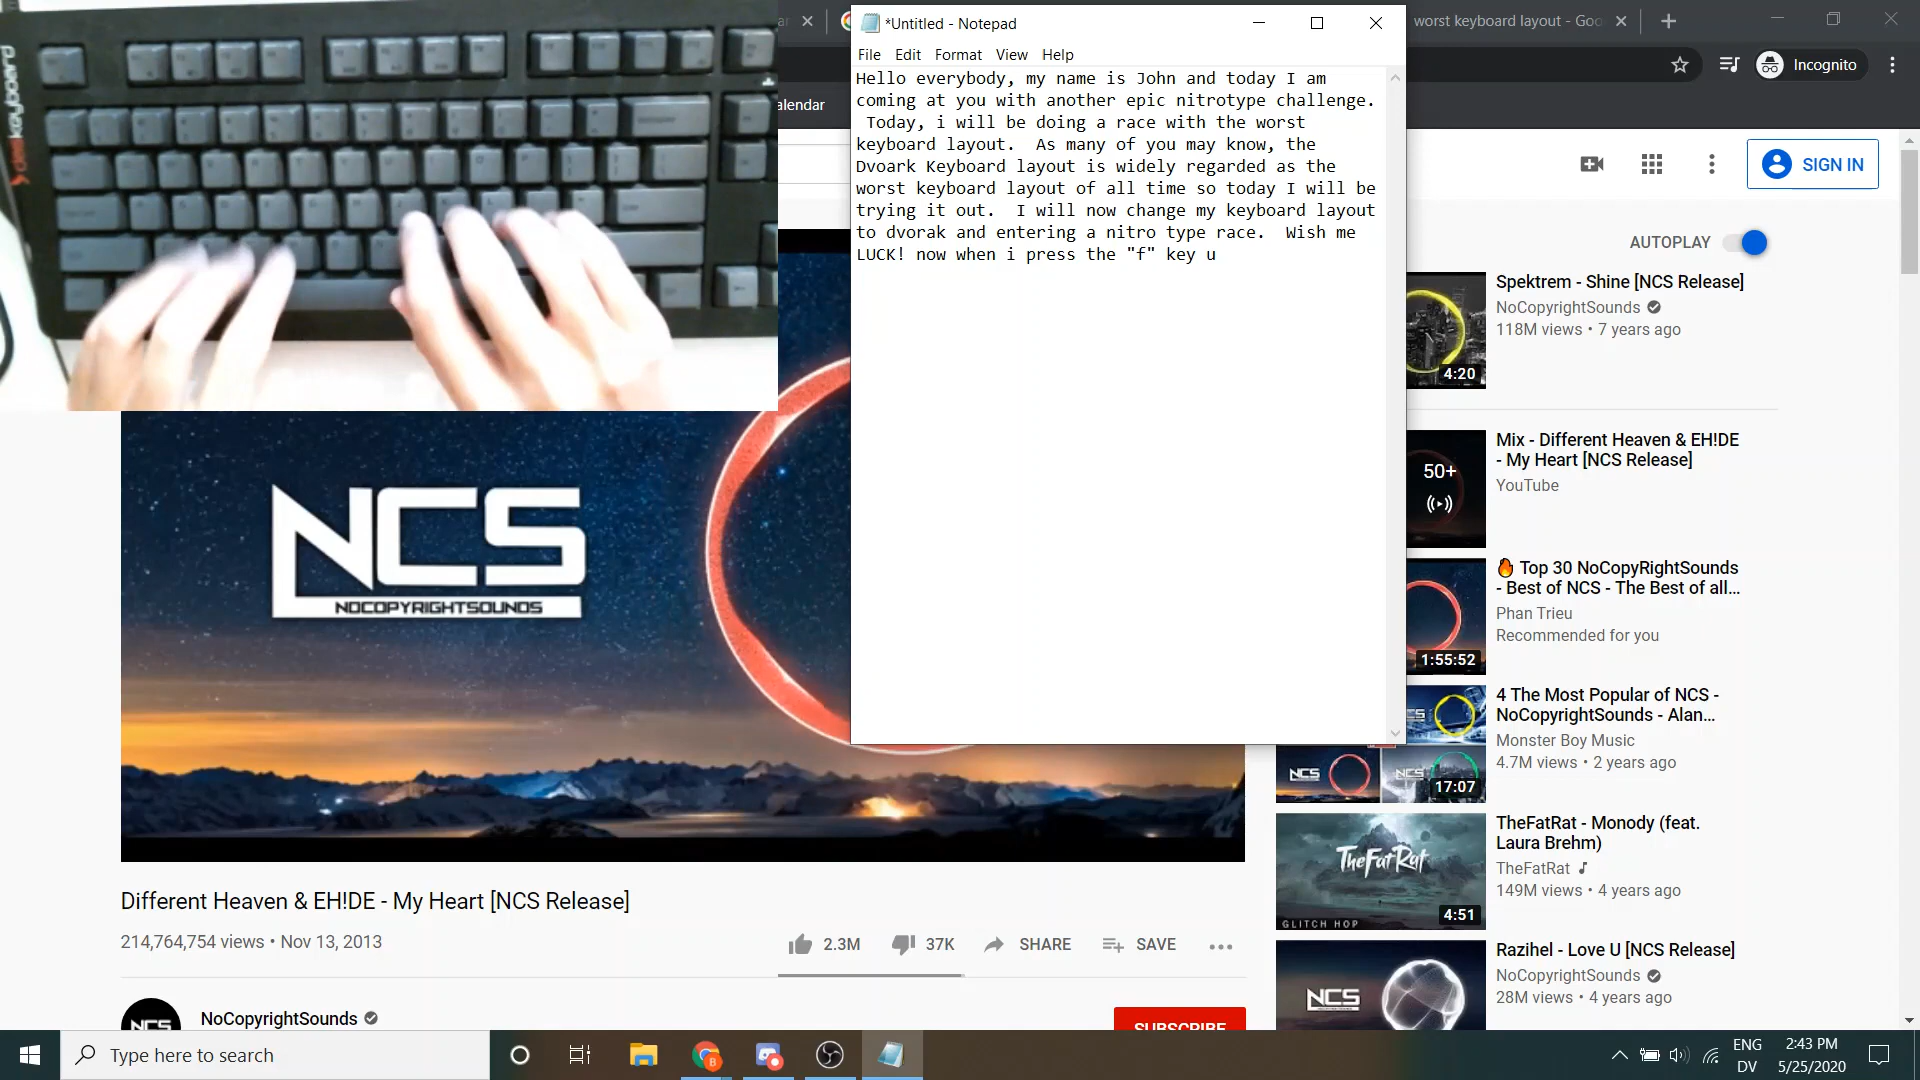 *Untitled - Notepad
worst keyboard layout - Goo
File Edit Format View Help
Incognito
alendar
Hello everybody, my name is John and today I am
coming at you with another epic nitrotype challenge.
Today, i will be doing a race with the worst
keyboard layout.  As many of you may know, the
Dvoark Keyboard layout is widely regarded as the
worst keyboard layout of all time so today I will be
trying it out.  I will now change my keyboard layout
to dvorak and entering a nitro type race.  Wish me
LUCK! now when i press the "f" key u
daskeyboard
SIGN IN
AUTOPLAY
Spektrem - Shine [NCS Release]
NoCopyrightSounds
118M views • 7 years ago
4:20
Mix - Different Heaven & EH!DE
- My Heart [NCS Release]
YouTube
50+
🔥 Top 30 NoCopyRightSounds
- Best of NCS - The Best of all...
Phan Trieu
Recommended for you
1:55:52
4 The Most Popular of NCS -
NoCopyrightSounds - Alan...
Monster Boy Music
4.7M views • 2 years ago
NCS
NCS
17:07
TheFatRat - Monody (feat.
Laura Brehm)
TheFatRat
149M views • 4 years ago
TheFatRat
GLITCH HOP
4:51
Razihel - Love U [NCS Release]
NoCopyrightSounds
28M views • 4 years ago
NCS
NCS
NOCOPYRIGHTSOUNDS
Different Heaven & EH!DE - My Heart [NCS Release]
214,764,754 views • Nov 13, 2013
2.3M 37K SHARE SAVE
NCS
NoCopyrightSounds
SUBSCRIBE
Type here to search
ENG
DV
2:43 PM
5/25/2020